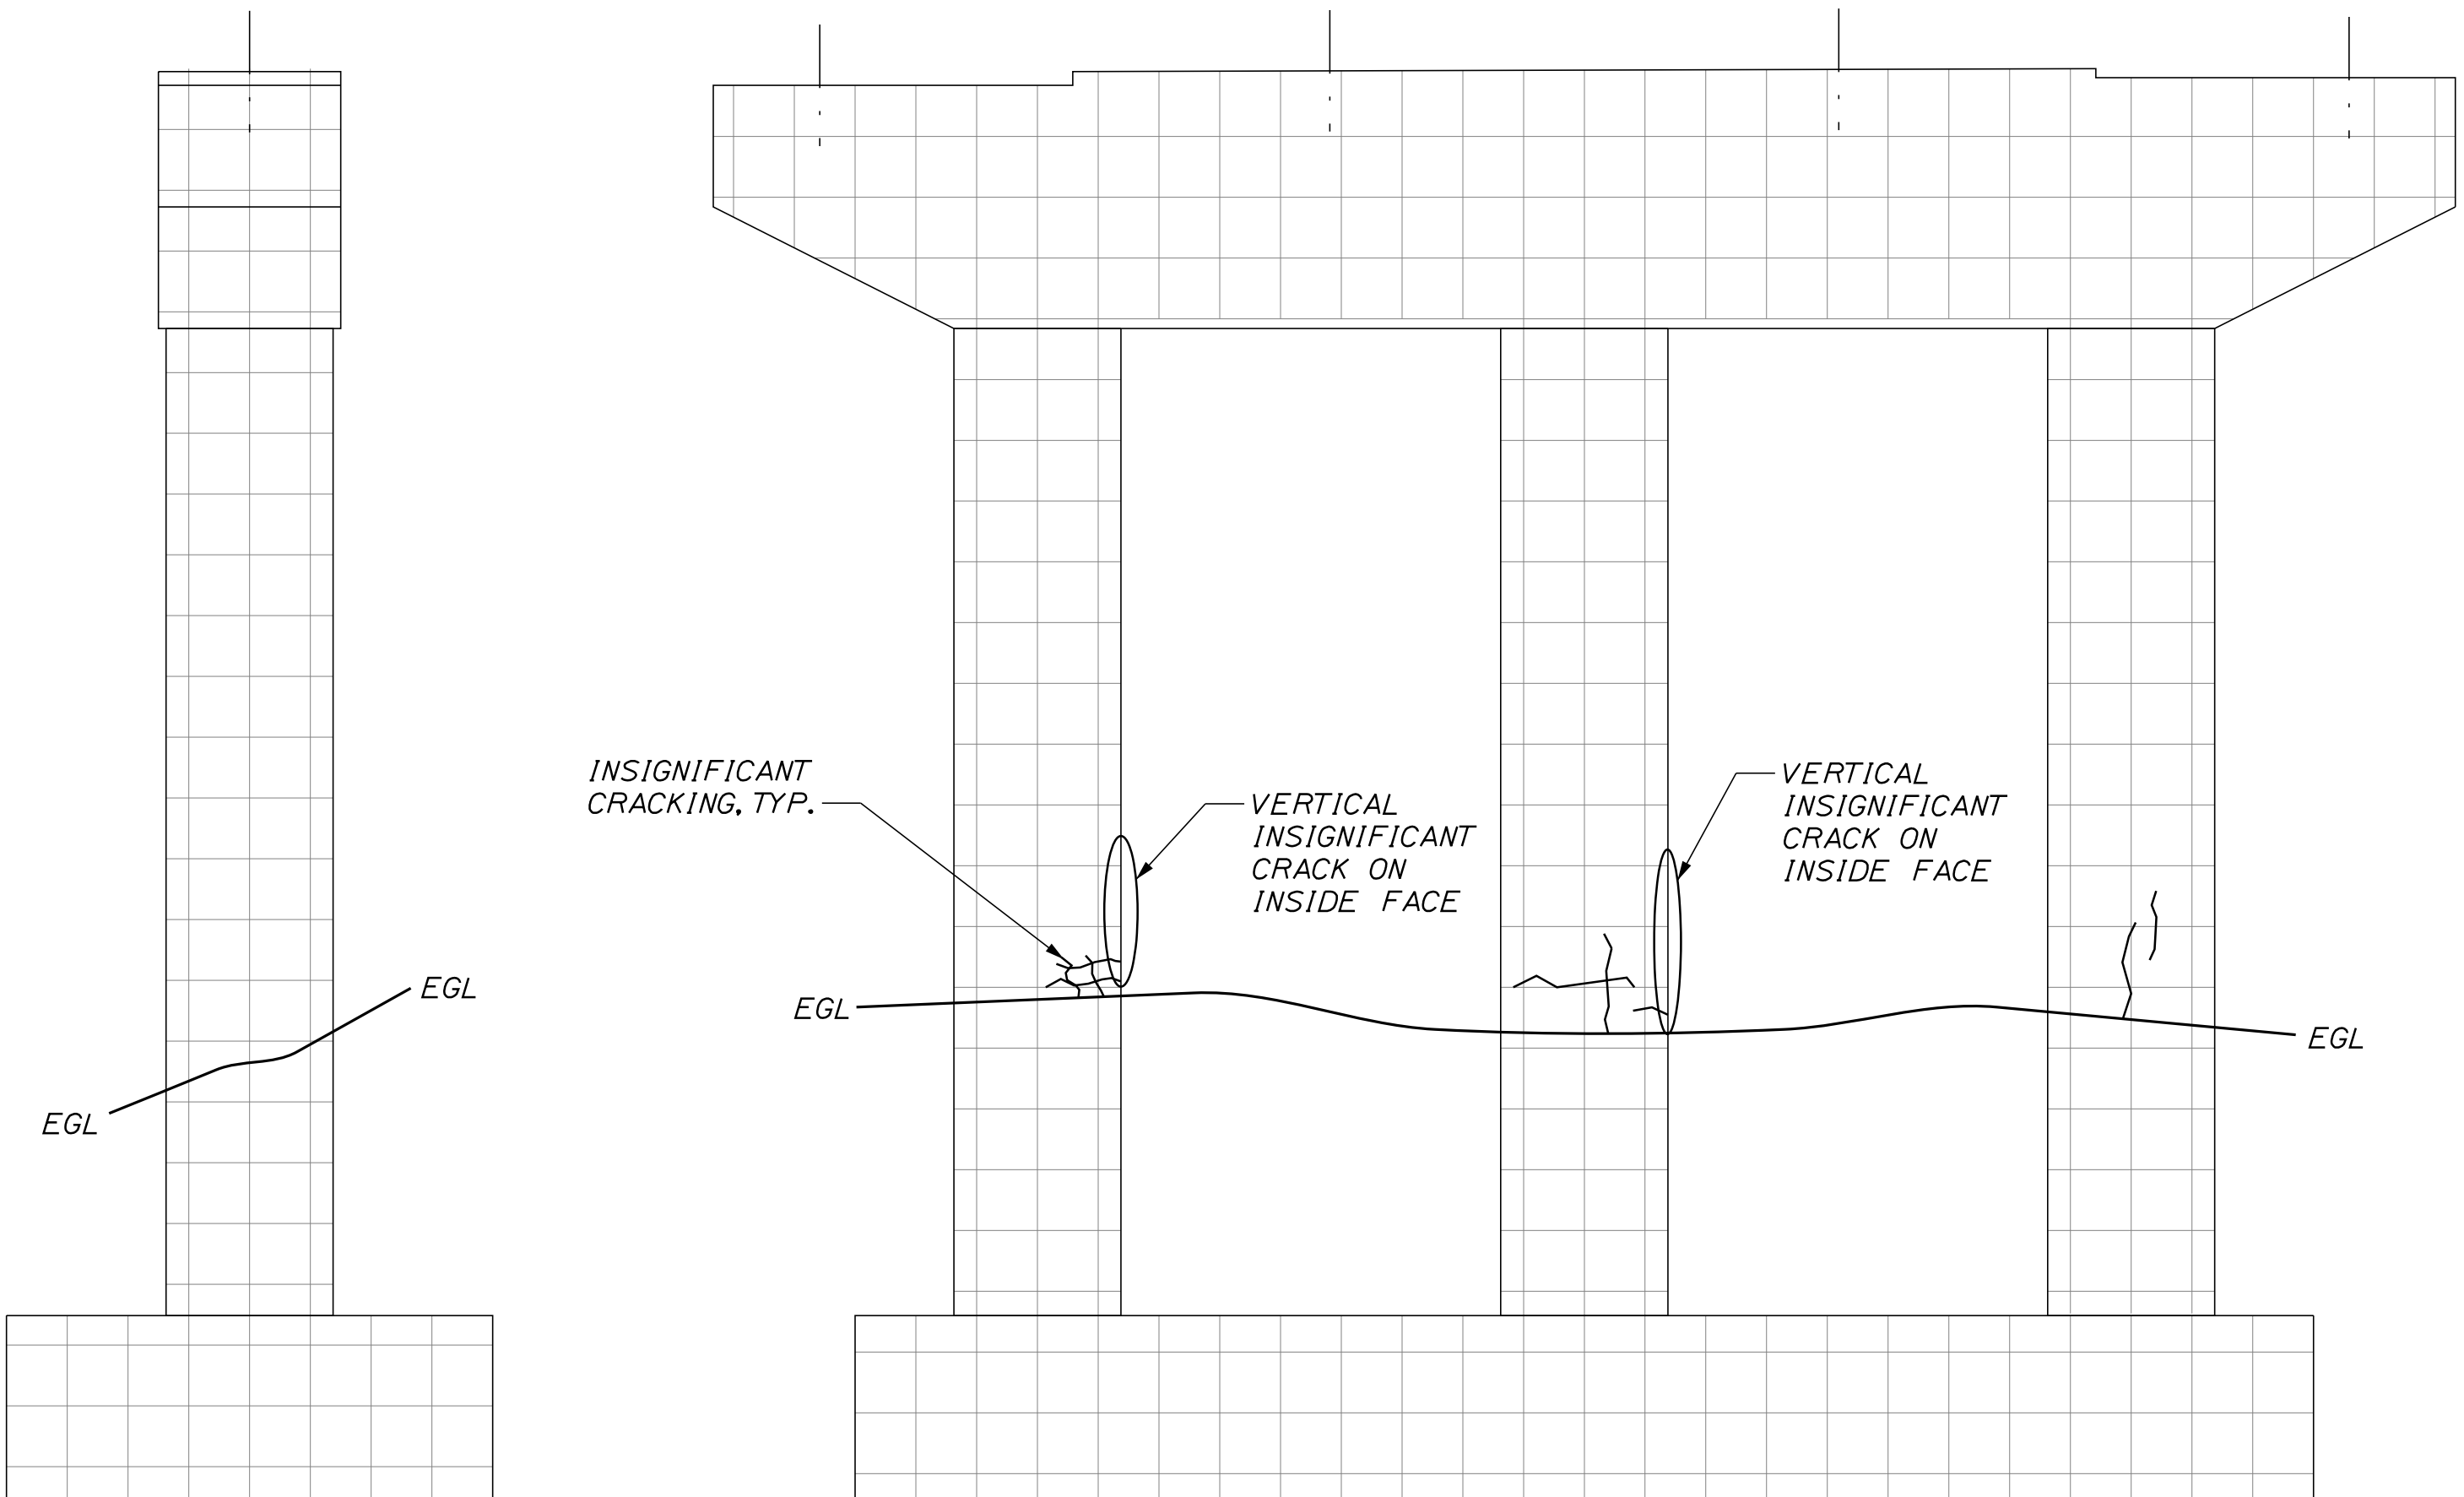 INSIGNIFICANT
CRACKING, TYP.
VERTICAL
INSIGNIFICANT
CRACK ON
INSIDE FACE
VERTICAL
INSIGNIFICANT
CRACK ON
INSIDE FACE
EGL
EGL
EGL
EGL